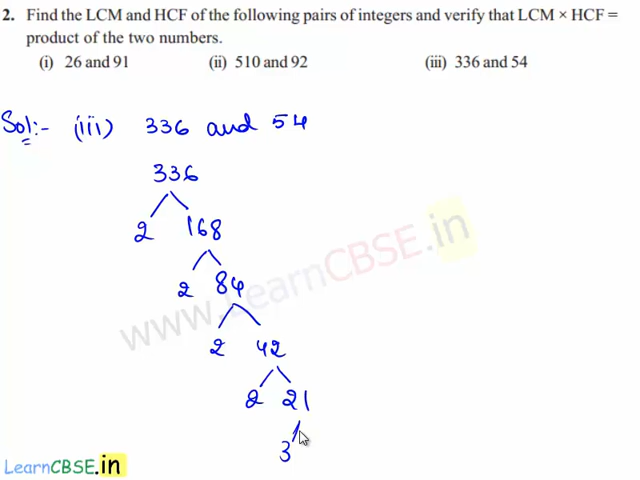 2. Find the LCM and HCF of the following pairs of integers and verify that LCM × HCF =
product of the two numbers.
(i) 26 and 91 (ii) 510 and 92 (iii) 336 and 54
Sol:- (iii) 336 and 54
336
2 168
2 84
2 42
2 21
3
www.LearnCBSE.in
LearnCBSE.in